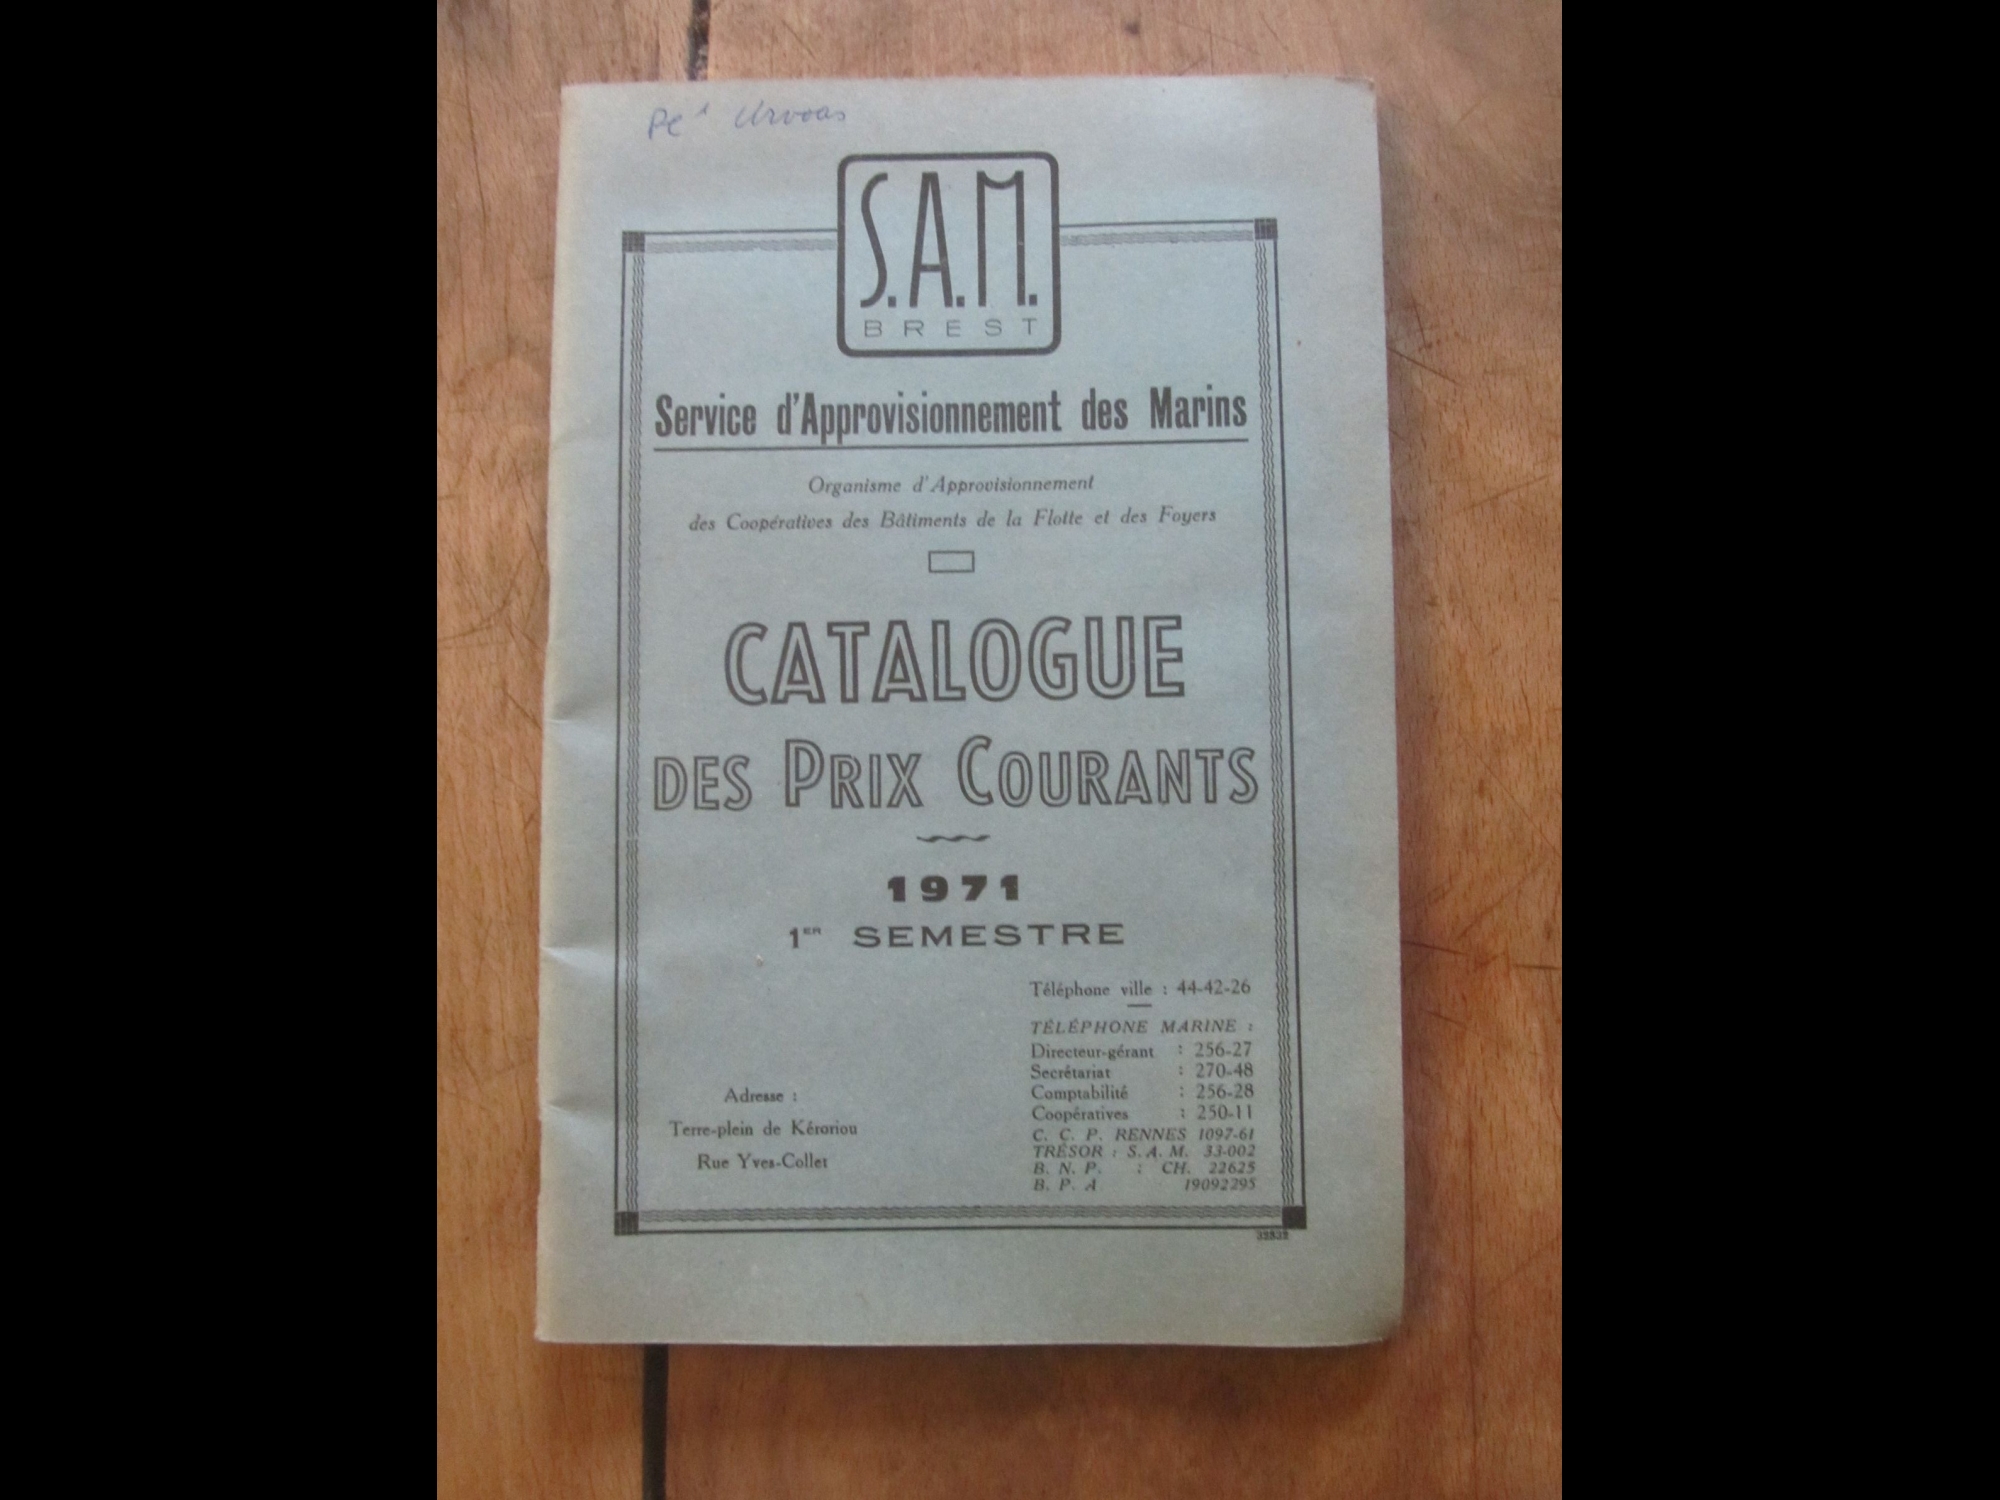 Pe^t Urvoas
S.A.M.
BREST
Service d'Approvisionnement des Marins
Organisme d'Approvisionnement
des Coopératives des Bâtiments de la Flotte et des Foyers
CATALOGUE
DES PRIX COURANTS
1971
1ER SEMESTRE
Téléphone ville : 44-42-26
TÉLÉPHONE MARINE :
Directeur-gérant : 256-27
Secrétariat : 270-48
Comptabilité : 256-28
Coopératives : 250-11
C. C. P. RENNES 1097-61
TRÉSOR : S. A. M. 33-002
B. N. P. : CH. 22625
B. P. A 19092295
Adresse :
Terre-plein de Kéroriou
Rue Yves-Collet